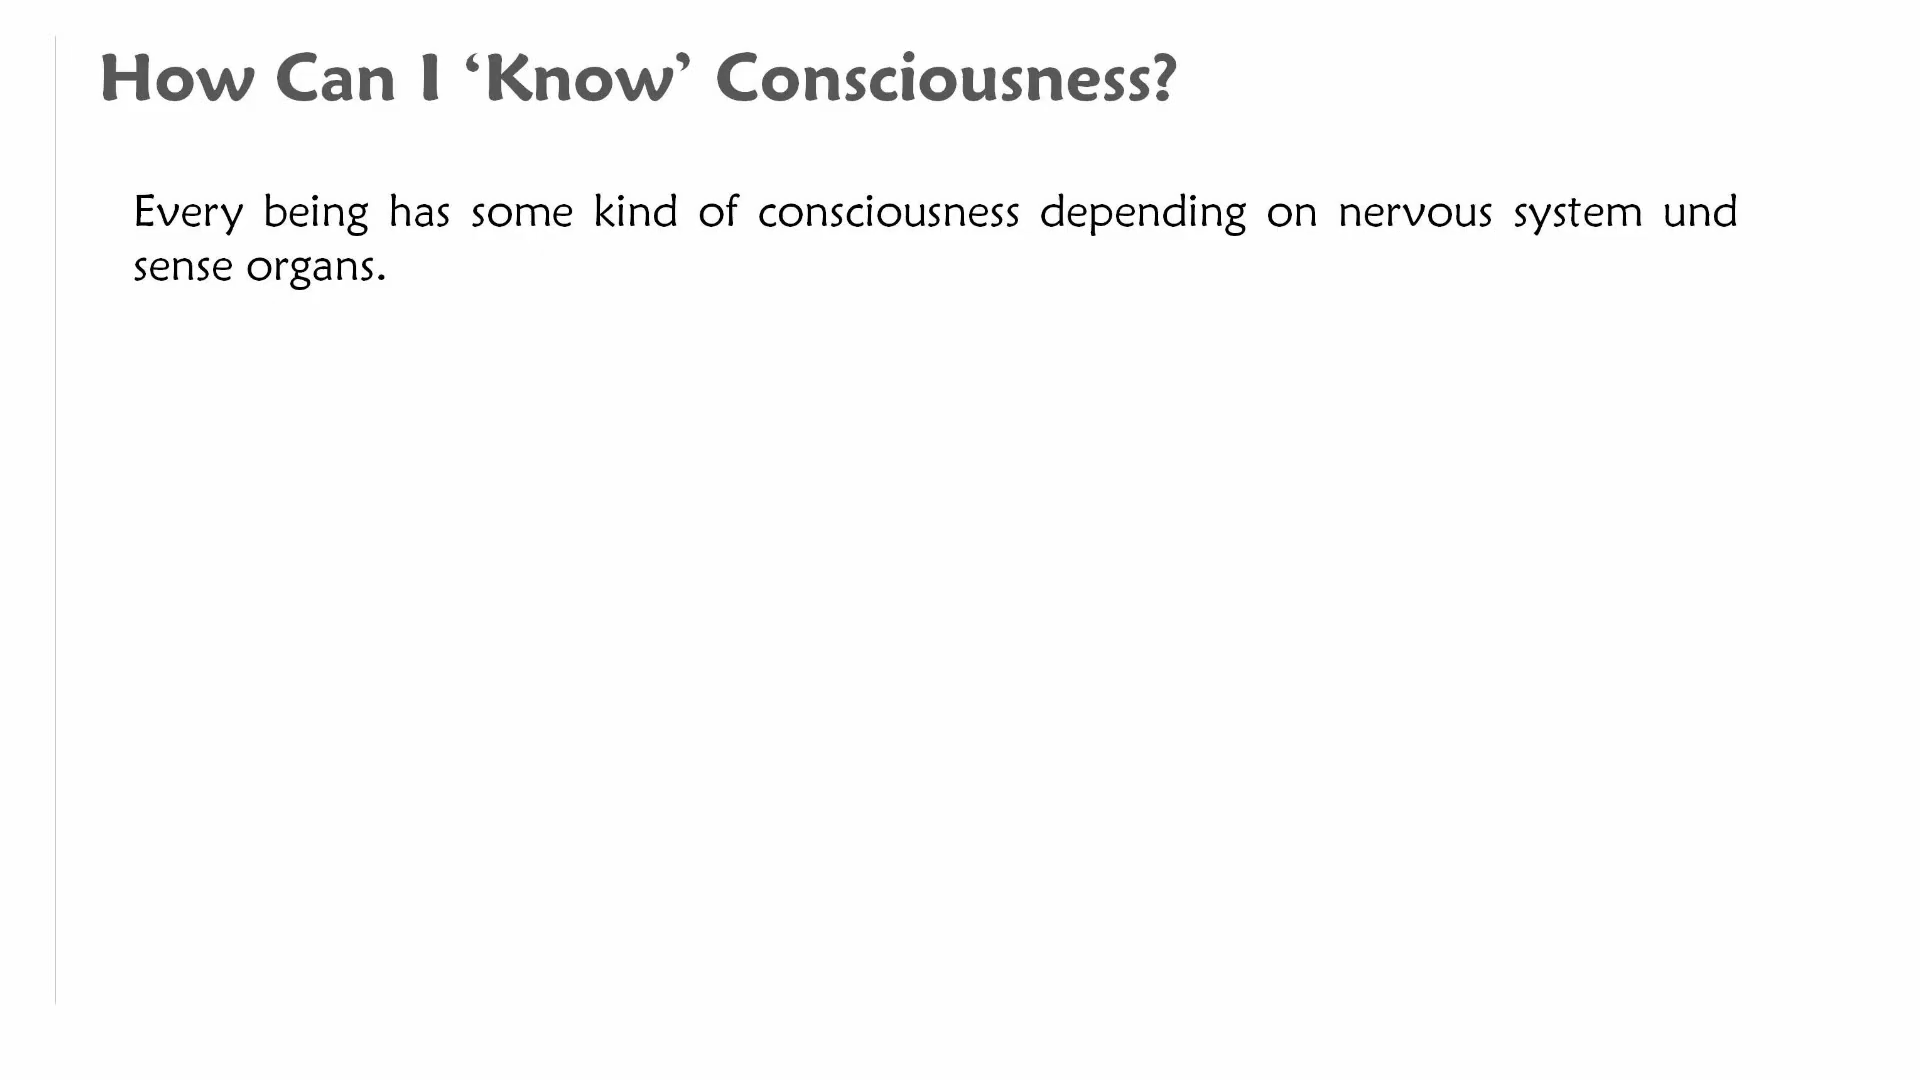 How Can I ‘Know’ Consciousness?
Every being has some kind of consciousness depending on nervous system und
sense organs.